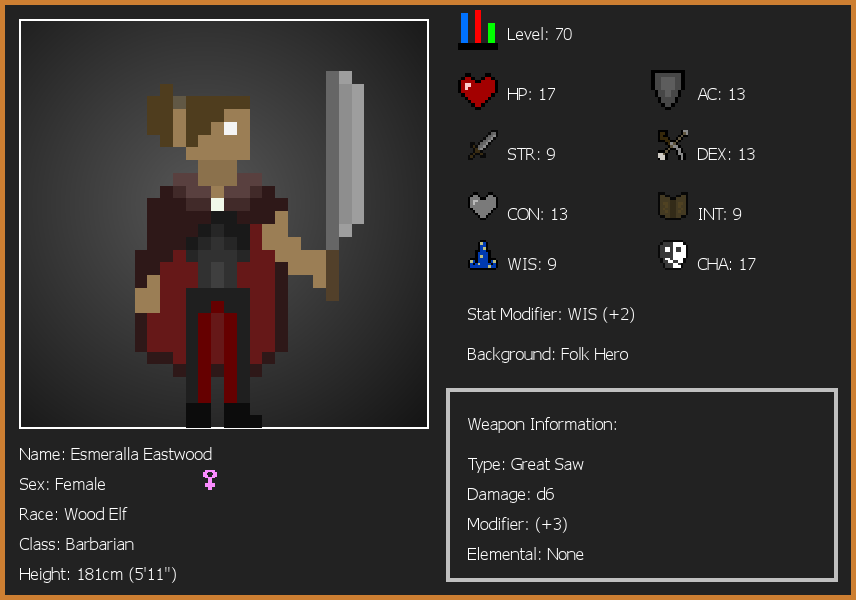 Level: 70
HP: 17
AC: 13
STR: 9
DEX: 13
CON: 13
INT: 9
WIS: 9
CHA: 17
Stat Modifier: WIS (+2)
Background: Folk Hero
Weapon Information:
Type: Great Saw
Damage: d6
Modifier: (+3)
Elemental: None
Name: Esmeralla Eastwood
Sex: Female
Race: Wood Elf
Class: Barbarian
Height: 181cm (5'11")